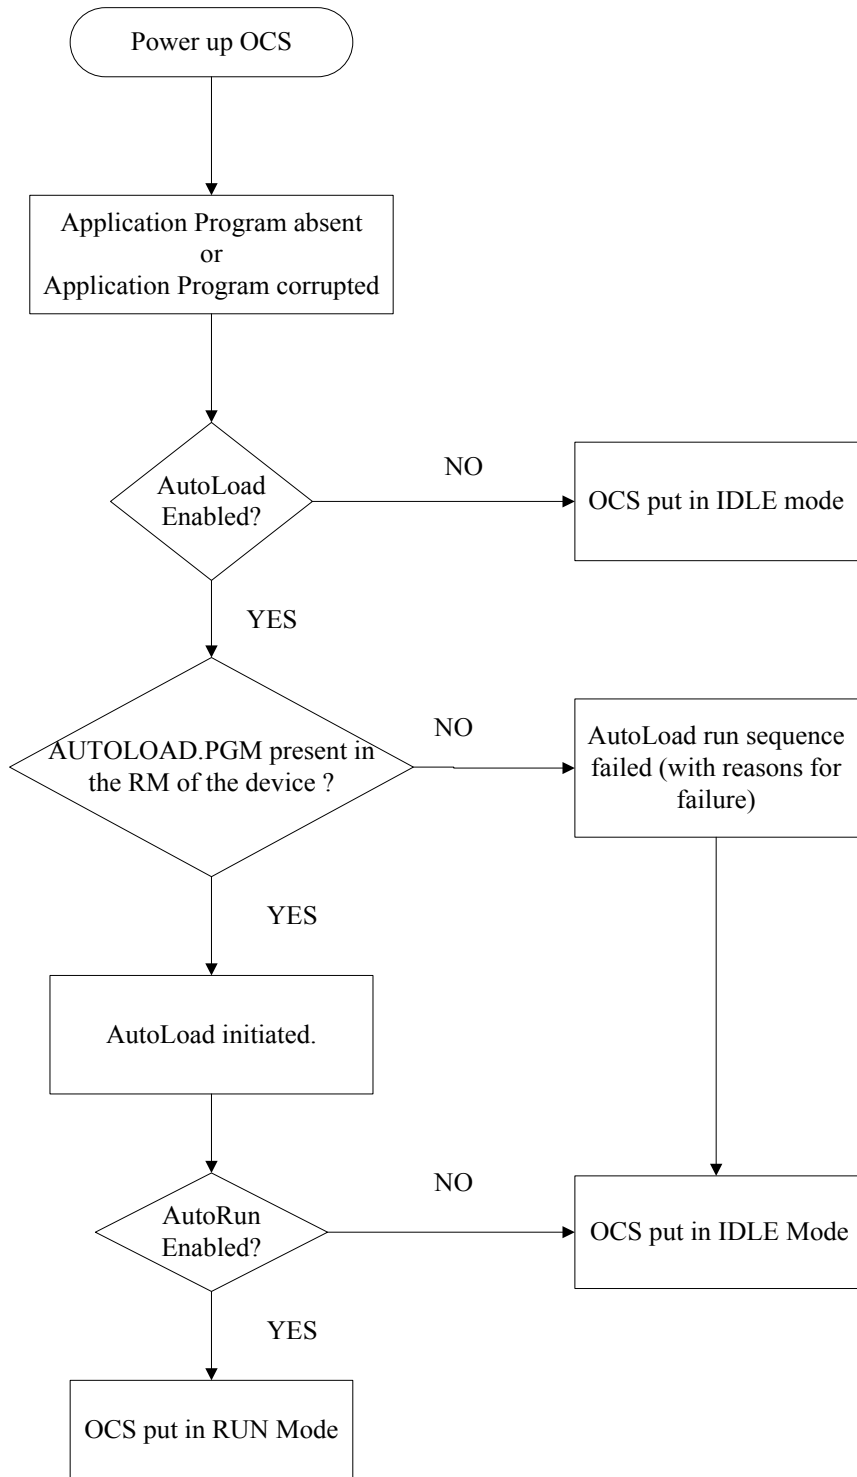 Power up OCS
Application Program absent
or
Application Program corrupted
AutoLoad
Enabled?
NO
OCS put in IDLE mode
YES
AUTOLOAD.PGM present in
the RM of the device ?
NO
AutoLoad run sequence
failed (with reasons for
failure)
YES
AutoLoad initiated.
AutoRun
Enabled?
NO
OCS put in IDLE Mode
YES
OCS put in RUN Mode